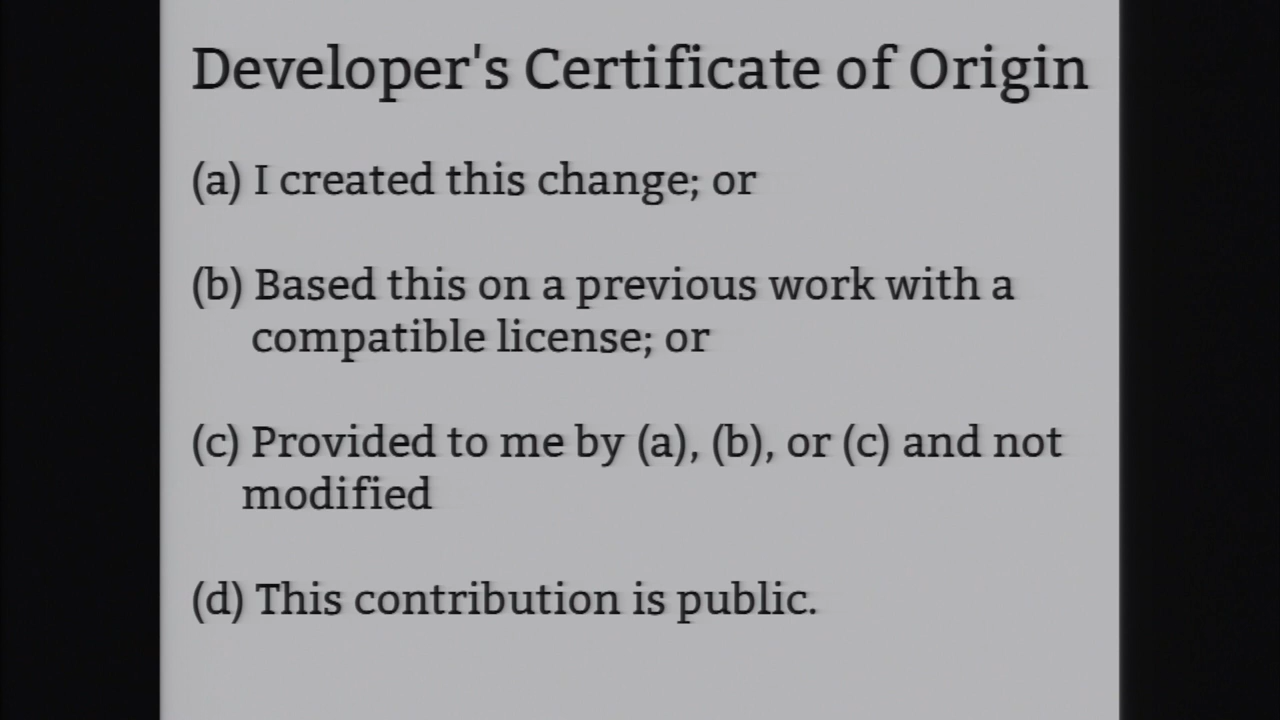 Developer's Certificate of Origin
(a) I created this change; or
(b) Based this on a previous work with a
compatible license; or
(c) Provided to me by (a), (b), or (c) and not
modified
(d) This contribution is public.